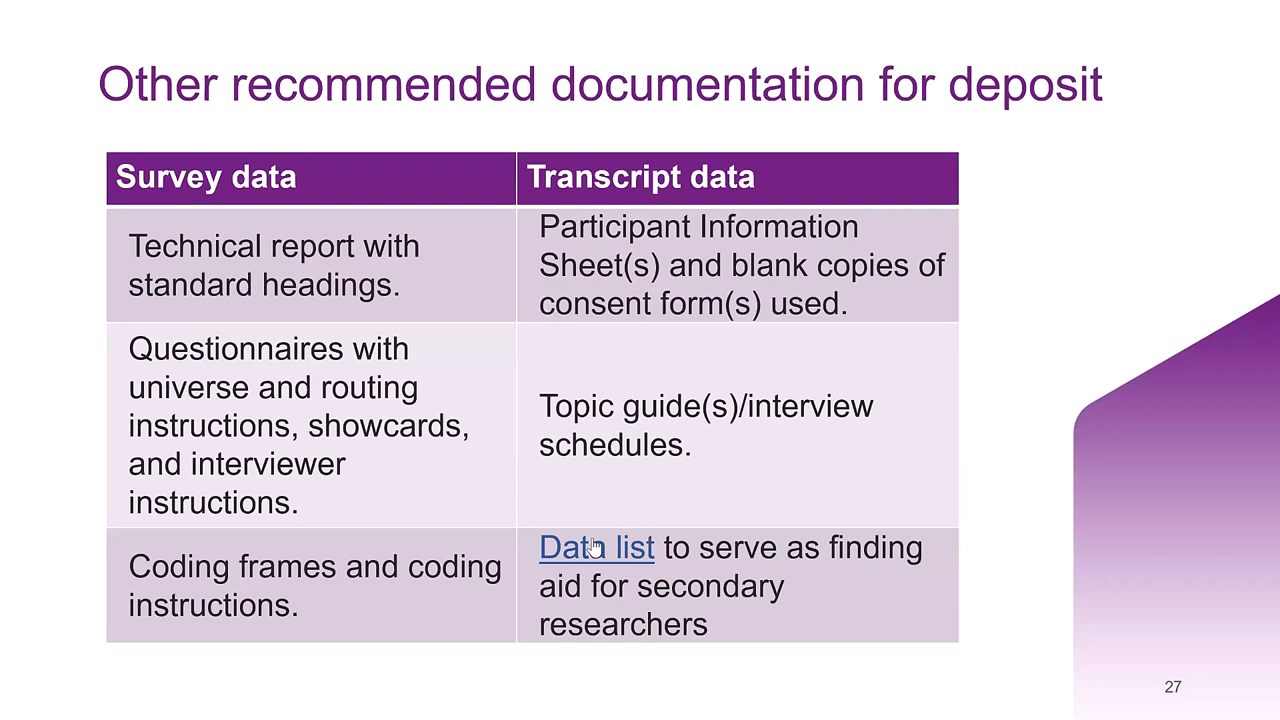 Other recommended documentation for deposit
Survey data
Transcript data
Technical report with
standard headings.
Participant Information
Sheet(s) and blank copies of
consent form(s) used.
Questionnaires with
universe and routing
instructions, showcards,
and interviewer
instructions.
Topic guide(s)/interview
schedules.
Coding frames and coding
instructions.
Data list to serve as finding
aid for secondary
researchers
27